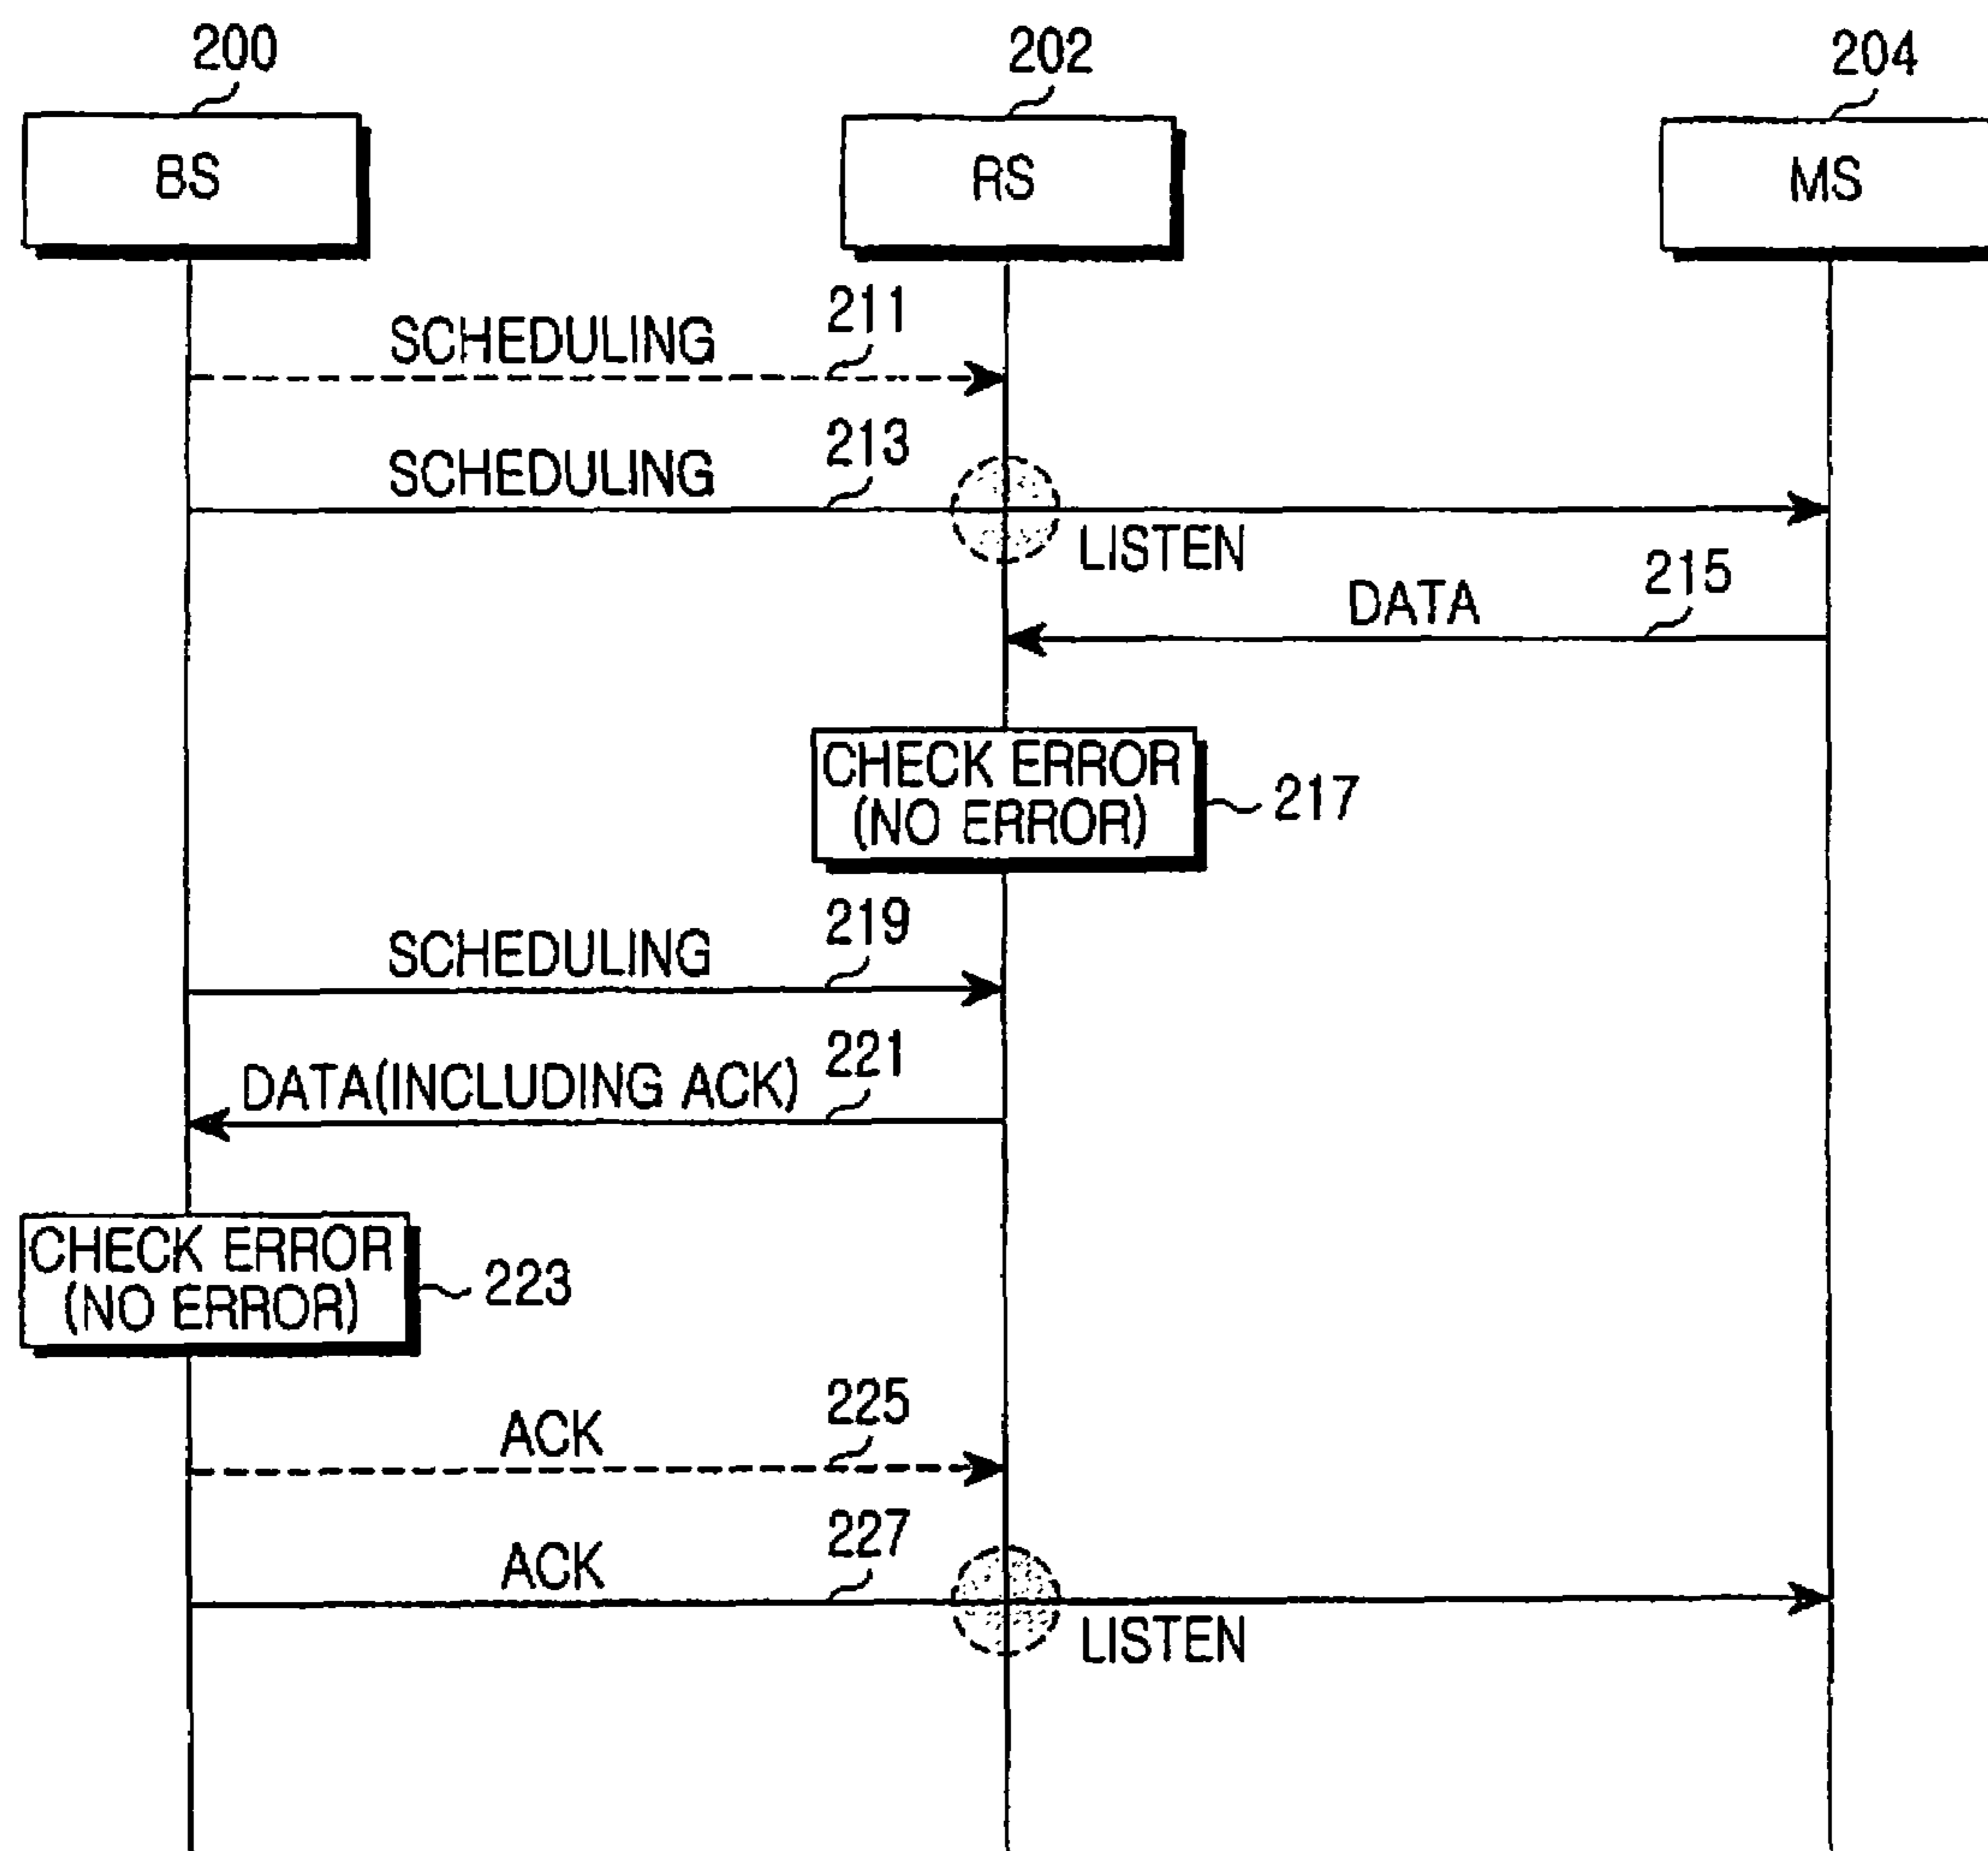 200
202
204
BS
RS
MS
SCHEDULING
211
SCHEDULING
213
LISTEN
DATA
215
CHECK ERROR
(NO ERROR)
217
SCHEDULING
219
DATA(INCLUDING ACK)
221
CHECK ERROR
(NO ERROR)
223
ACK
225
ACK
227
LISTEN